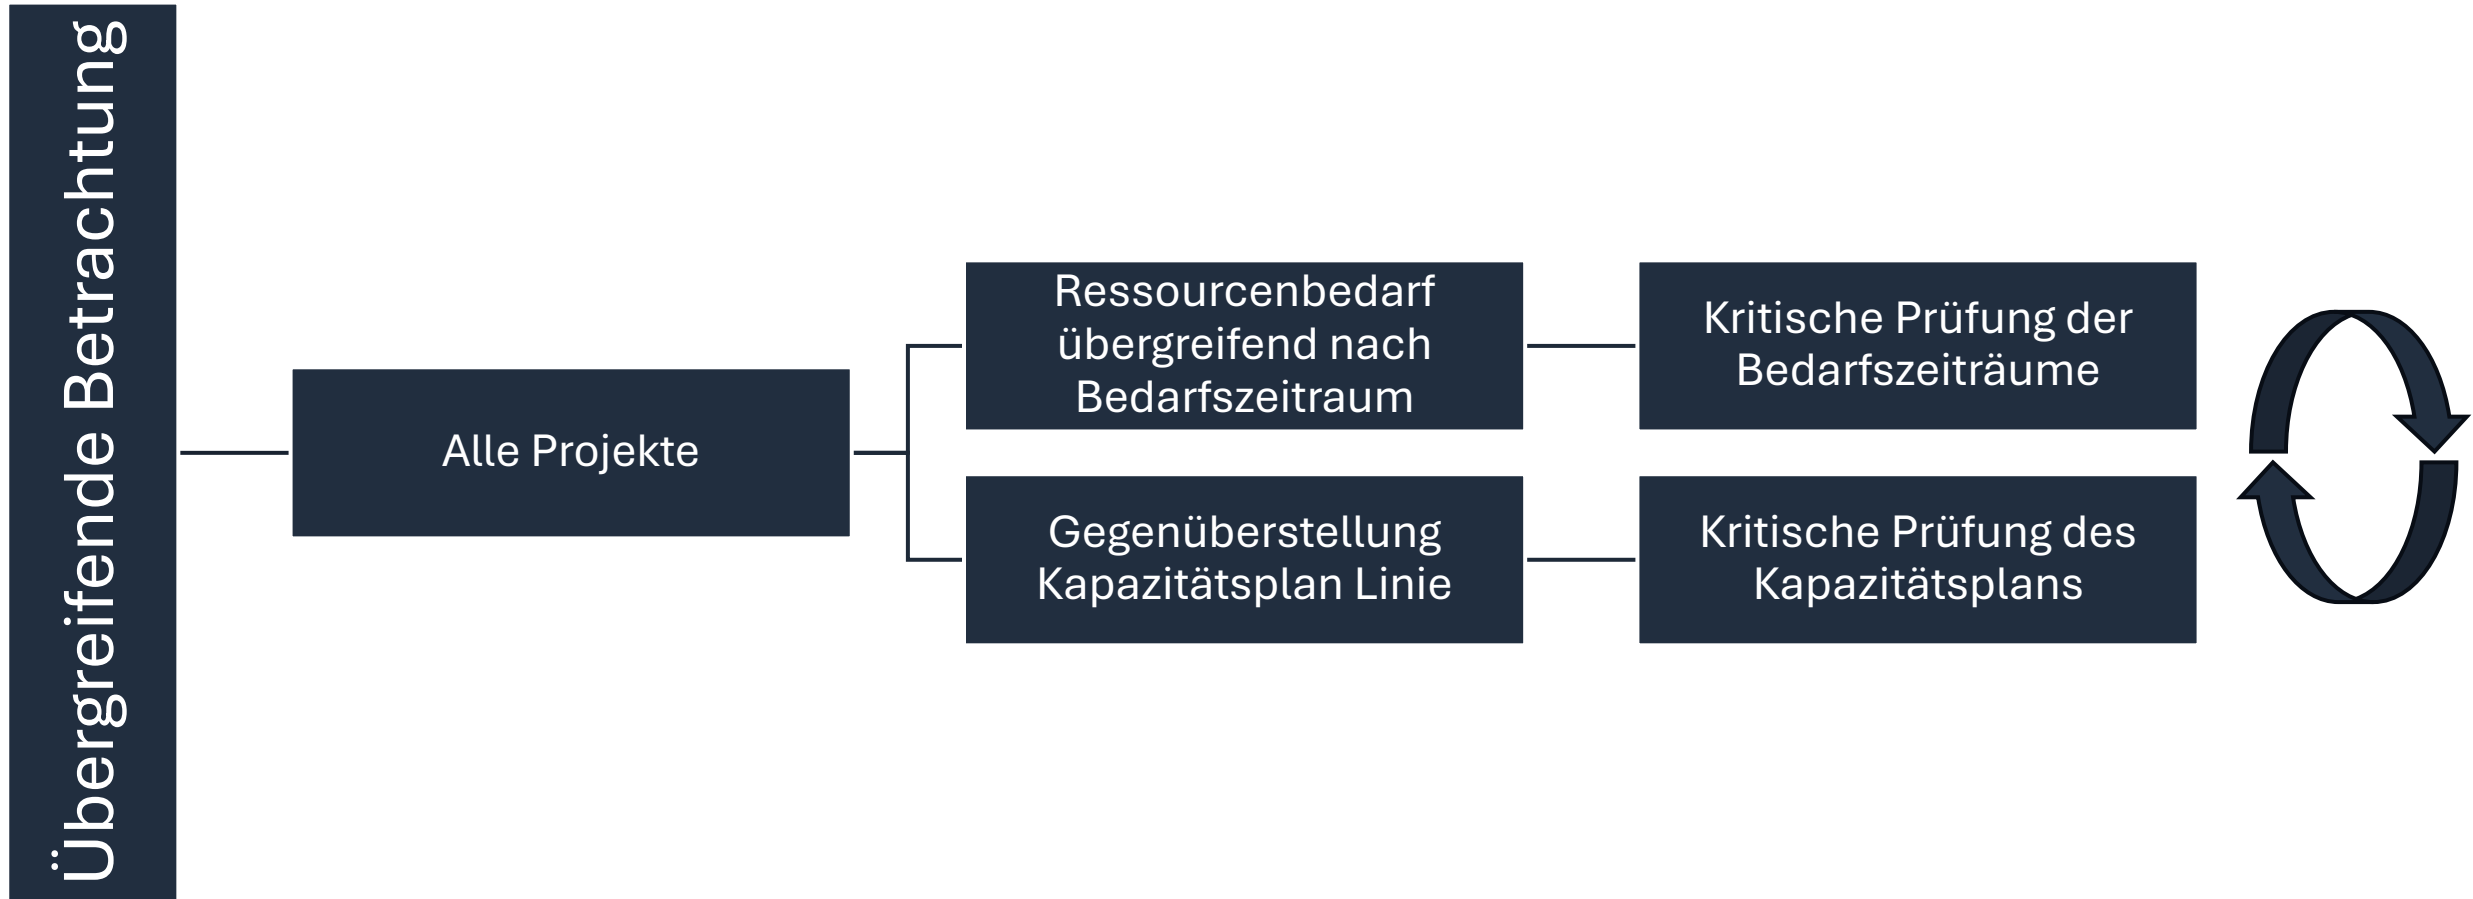 Übergreifende Betrachtung
Alle Projekte
Ressourcenbedarf
übergreifend nach
Bedarfszeitraum
Kritische Prüfung der
Bedarfszeiträume
Gegenüberstellung
Kapazitätsplan Linie
Kritische Prüfung des
Kapazitätsplans